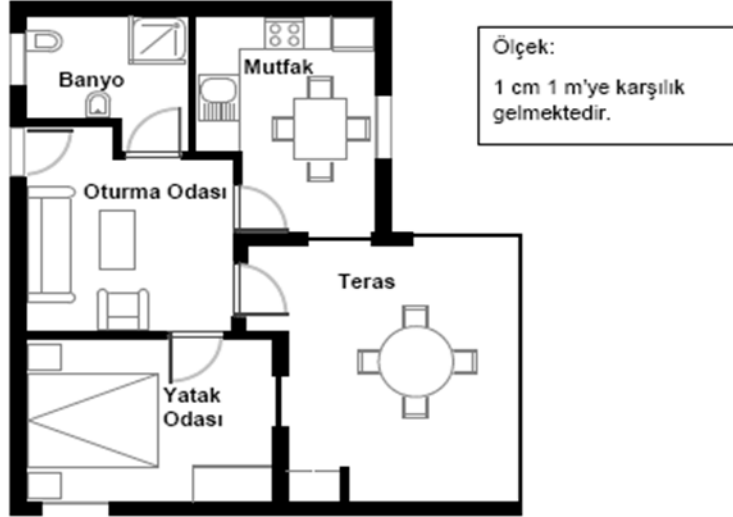 Banyo
Mutfak
Ölçek:
1 cm 1 m'ye karşılık
gelmektedir.
Oturma Odası
Teras
Yatak
Odası